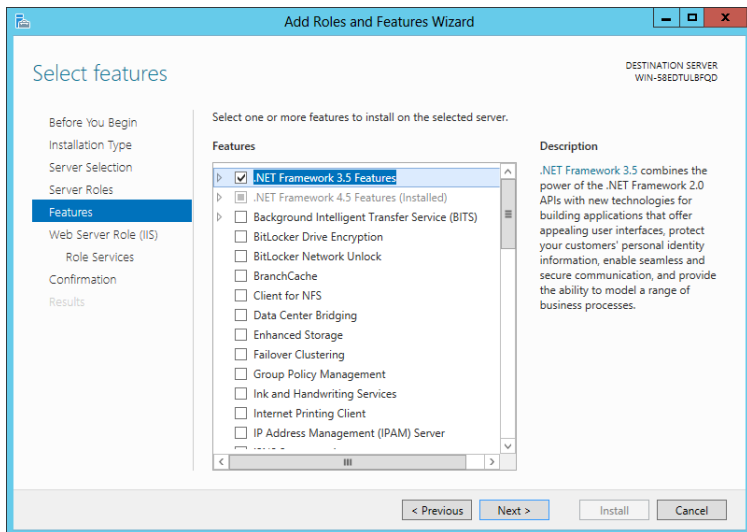 Add Roles and Features Wizard
Select features
DESTINATION SERVER
WIN-58EDTULBFQD
Before You Begin
Installation Type
Server Selection
Server Roles
Features
Web Server Role (IIS)
Role Services
Confirmation
Results
Select one or more features to install on the selected server.
Features
.NET Framework 3.5 Features
.NET Framework 4.5 Features (Installed)
Background Intelligent Transfer Service (BITS)
BitLocker Drive Encryption
BitLocker Network Unlock
BranchCache
Client for NFS
Data Center Bridging
Enhanced Storage
Failover Clustering
Group Policy Management
Ink and Handwriting Services
Internet Printing Client
IP Address Management (IPAM) Server
Description
.NET Framework 3.5 combines the
power of the .NET Framework 2.0
APIs with new technologies for
building applications that offer
appealing user interfaces, protect
your customers' personal identity
information, enable seamless and
secure communication, and provide
the ability to model a range of
business processes.
< Previous
Next >
Install
Cancel